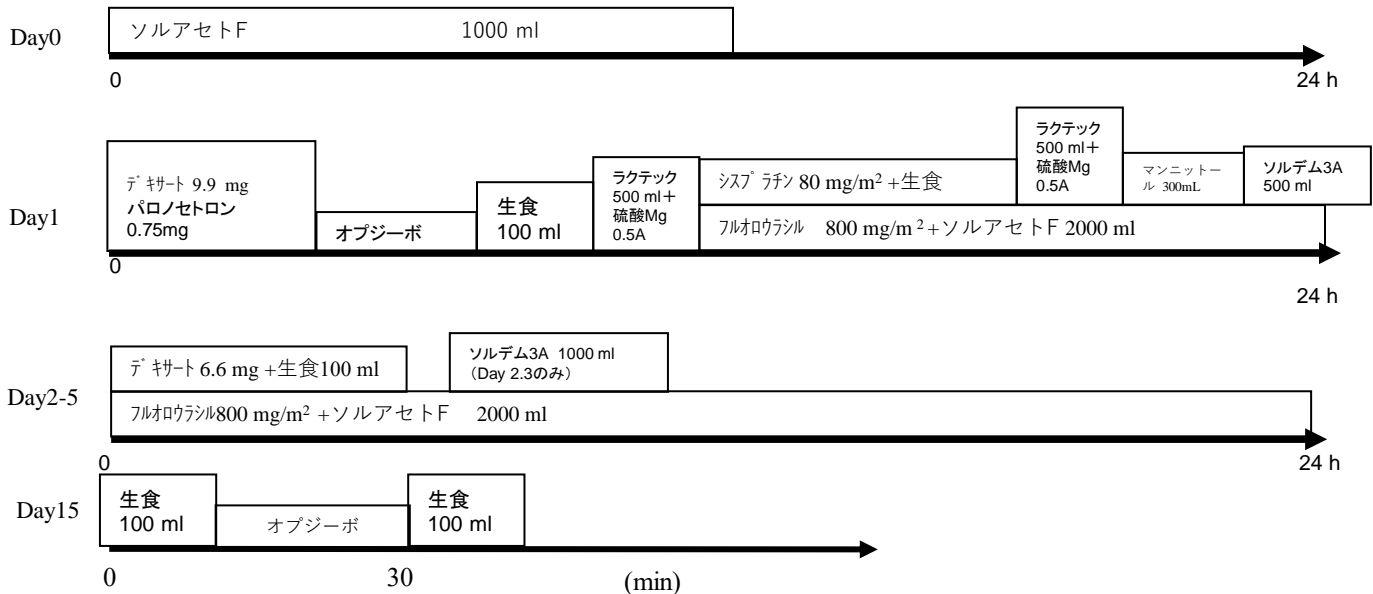 Day0
ソルアセトF 1000 ml
0
24 h
Day1
ﾃﾞｷｻｰﾄ 9.9 mg
パロノセトロン
0.75mg
オプジーボ
生食
100 ml
ラクテック
500 ml＋
硫酸Mg
0.5A
ｼｽﾌﾟﾗﾁﾝ 80 mg/m² +生食
ラクテック
500 ml＋
硫酸Mg
0.5A
マンニットー
ル 300mL
ソルデム3A
500 ml
ﾌﾙｵﾛｳﾗｼﾙ 800 mg/m²+ソルアセトF 2000 ml
0
24 h
Day2-5
ﾃﾞｷｻｰﾄ 6.6 mg +生食100 ml
ソルデム3A 1000 ml
（Day 2.3のみ）
ﾌﾙｵﾛｳﾗｼﾙ800 mg/m² +ソルアセトF 2000 ml
0
24 h
Day15
生食
100 ml
オプジーボ
生食
100 ml
0 30 (min)